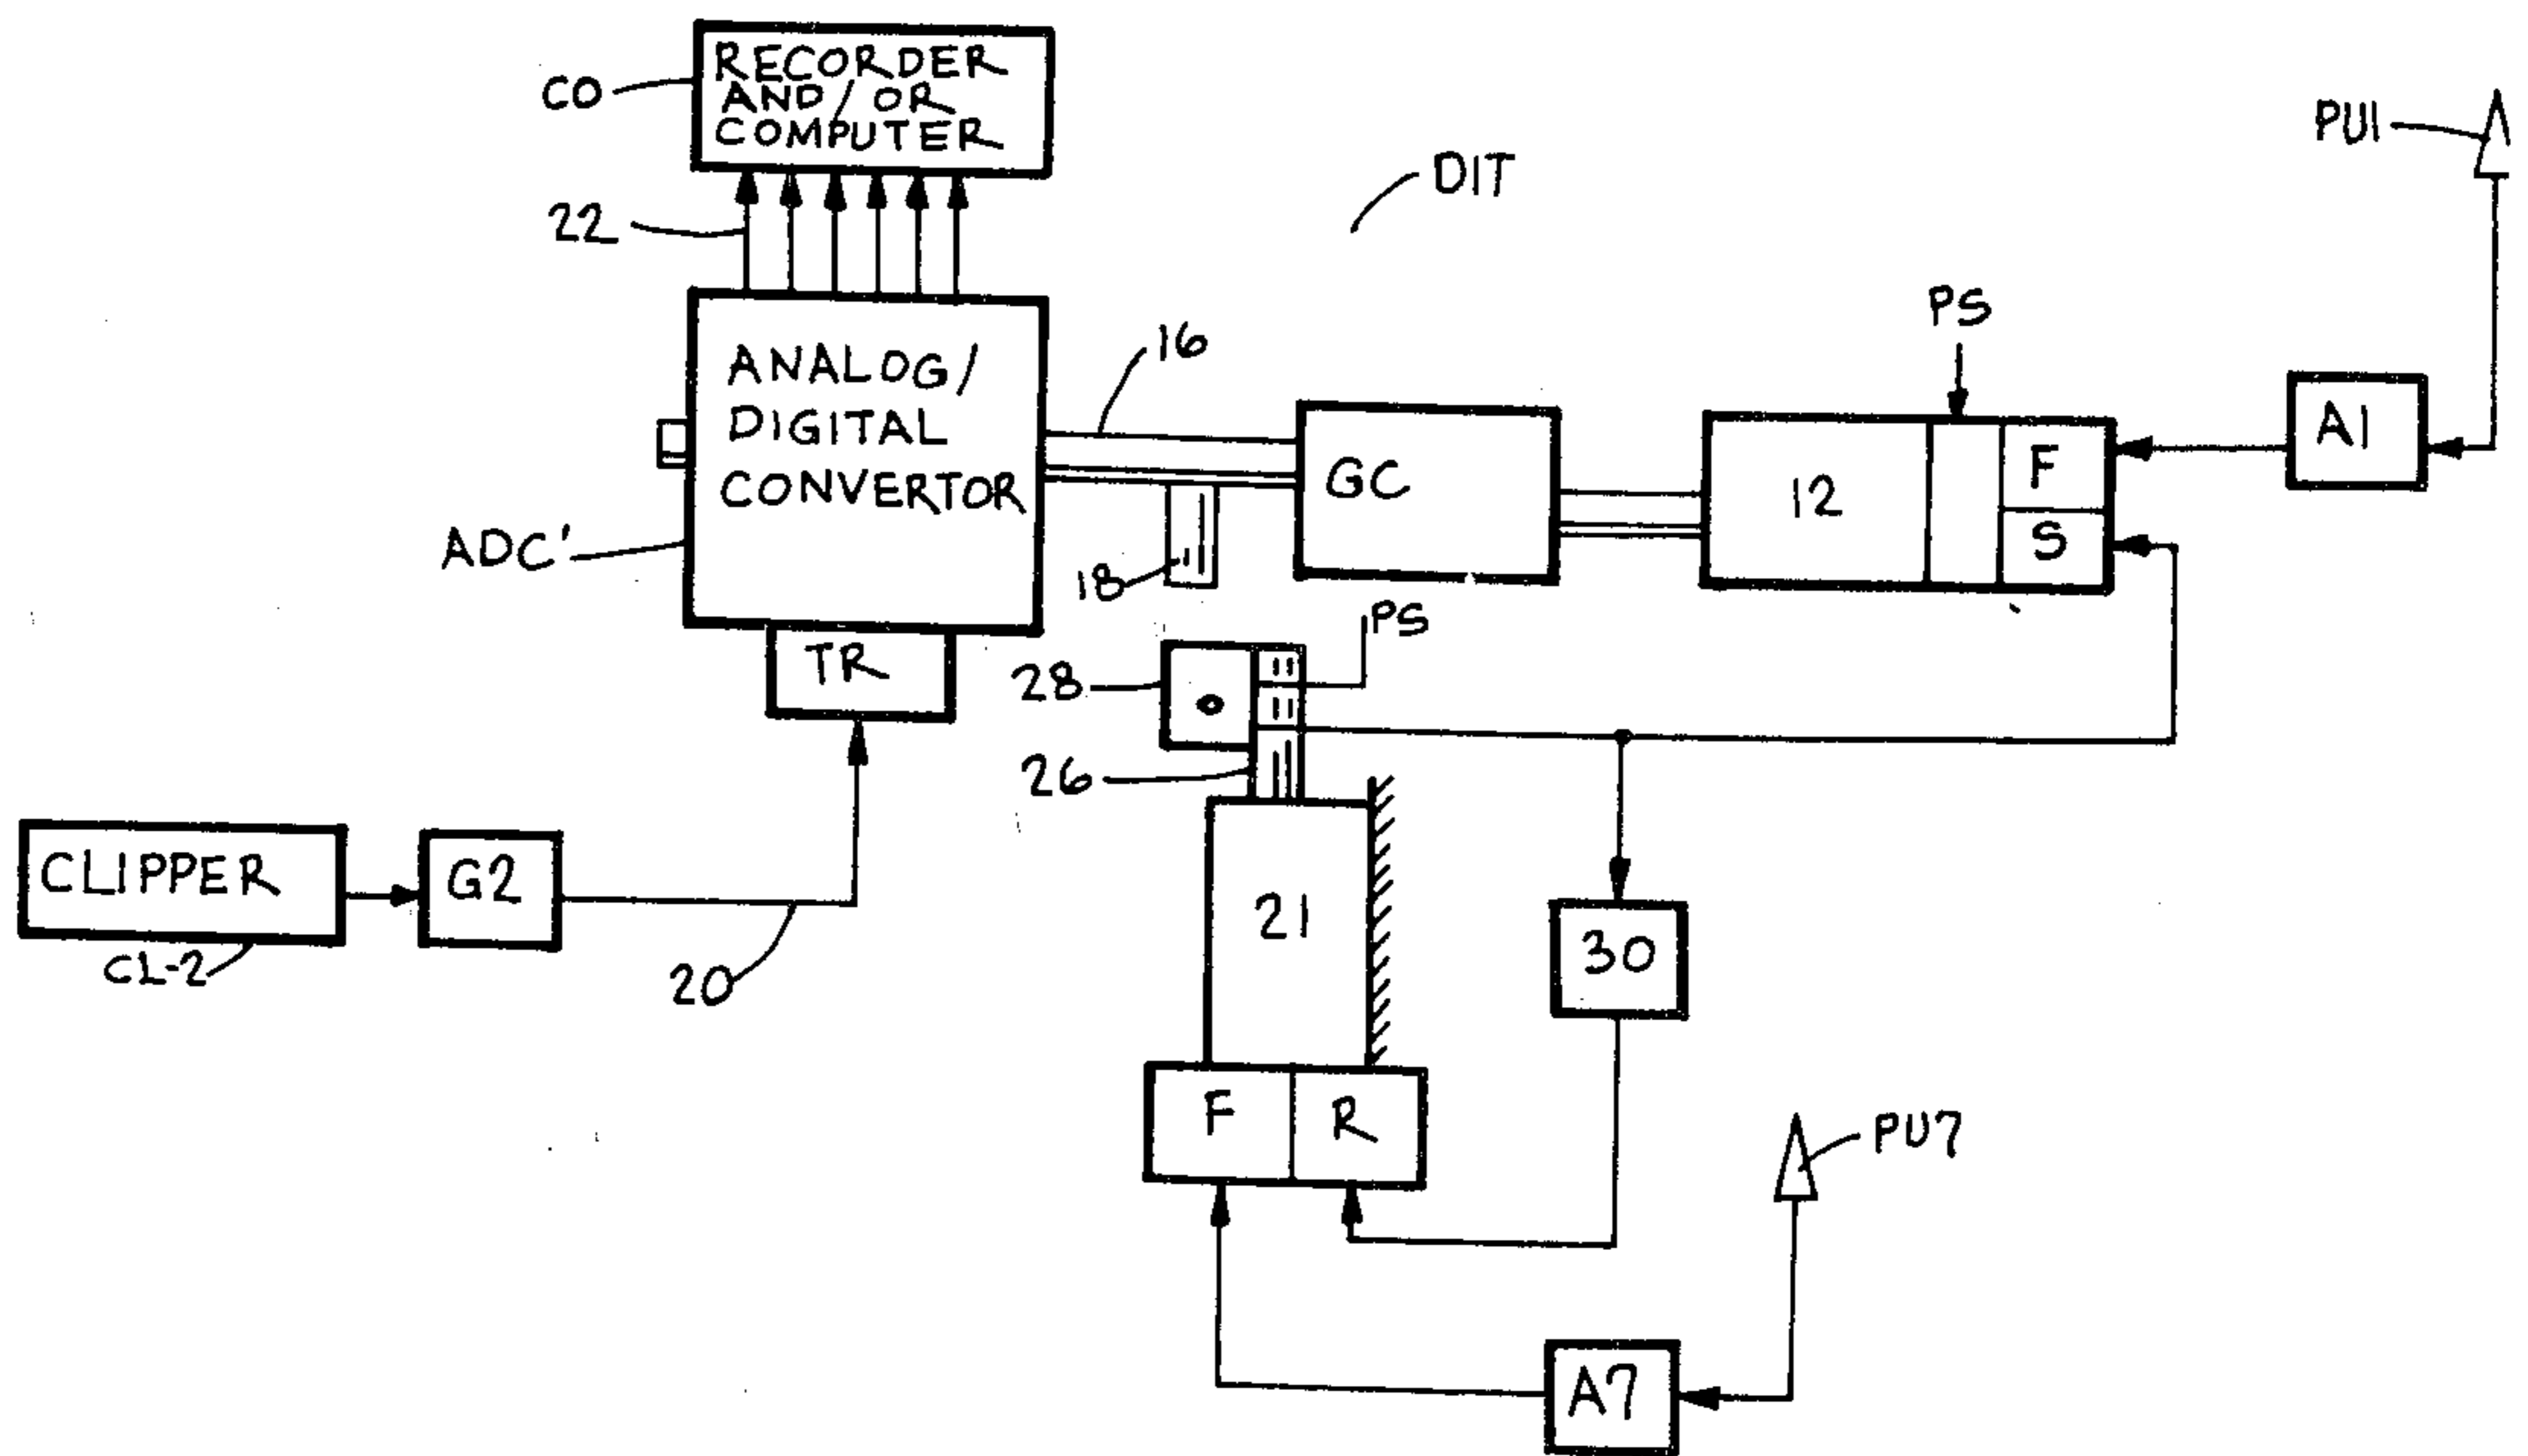 RECORDER
AND/OR
COMPUTER
CO
PU1
DIT
22
PS
16
ANALOG/
DIGITAL
CONVERTOR
A1
F
GC
12
S
ADC'
18
PS
TR
28
26
CLIPPER
G2
21
30
CL-2
20
F
R
PU7
A7